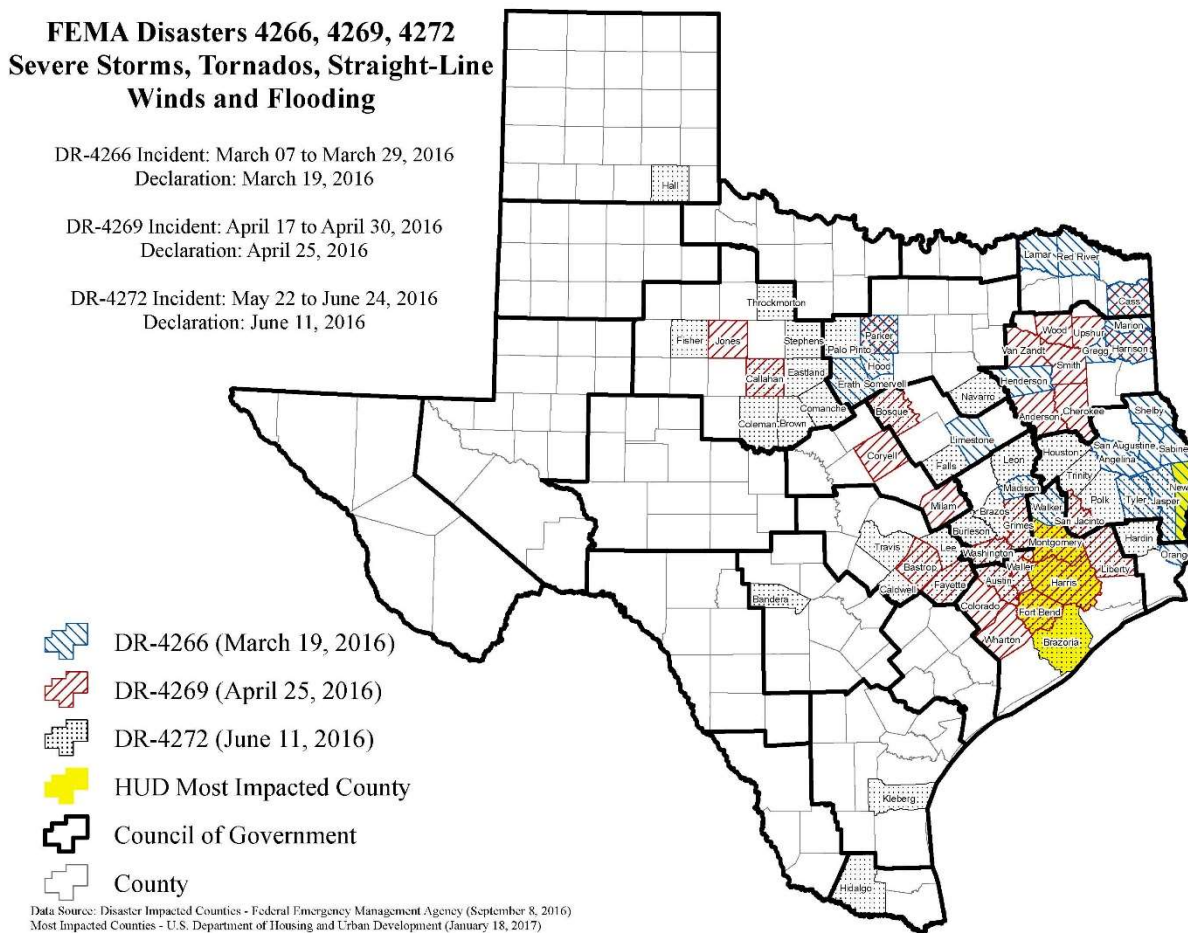 FEMA Disasters 4266, 4269, 4272
Severe Storms, Tornados, Straight-Line
Winds and Flooding
DR-4266 Incident: March 07 to March 29, 2016
Declaration: March 19, 2016
DR-4269 Incident: April 17 to April 30, 2016
Declaration: April 25, 2016
DR-4272 Incident: May 22 to June 24, 2016
Declaration: June 11, 2016
Hall
Lamar
Red River
Cass
Throckmorton
Fisher
Jones
Stephens
Palo Pinto
Parker
Wood
Upshur
Marion
Van Zandt
Gregg
Harrison
Smith
Callahan
Eastland
Hood
Erath
Somervell
Henderson
Navarro
Comanche
Bosque
Anderson
Cherokee
Shelby
Coleman
Brown
Limestone
Coryell
Falls
Leon
Houston
San Augustine
Angelina
Sabine
Trinity
Madison
New
Milam
Brazos
Walker
Polk
Tyler
Jasper
Grimes
San Jacinto
Burleson
Hardin
Travis
Lee
Washington
Montgomery
Orange
Bastrop
Waller
Liberty
Caldwell
Fayette
Austin
Harris
Bandera
Colorado
Fort Bend
Wharton
Brazoria
Kleberg
Hidalgo
DR-4266 (March 19, 2016)
DR-4269 (April 25, 2016)
DR-4272 (June 11, 2016)
HUD Most Impacted County
Council of Government
County
Data Source: Disaster Impacted Counties - Federal Emergency Management Agency (September 8, 2016)
Most Impacted Counties - U.S. Department of Housing and Urban Development (January 18, 2017)